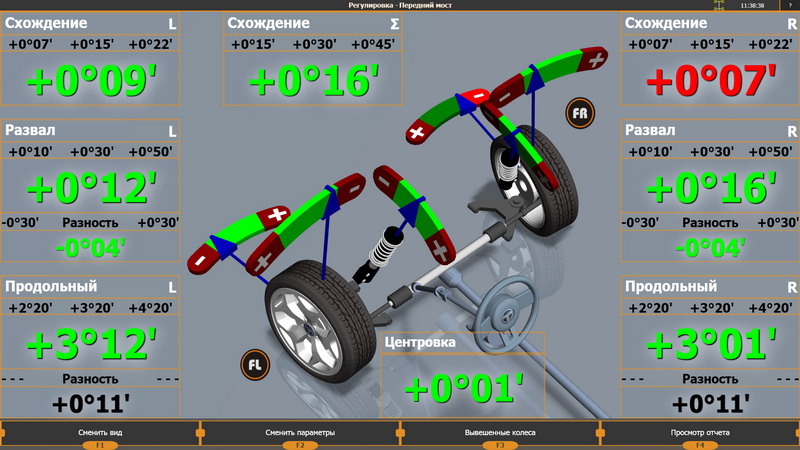 Регулировка - Передний мост
11:38:38
?
Схождение L
+0°07' +0°15' +0°22'
+0°09'
Схождение Σ
+0°15' +0°30' +0°45'
+0°16'
Схождение R
+0°07' +0°15' +0°22'
+0°07'
Развал L
+0°10' +0°30' +0°50'
+0°12'
-0°30' Разность +0°30'
-0°04'
Развал R
+0°10' +0°30' +0°50'
+0°16'
-0°30' Разность +0°30'
-0°04'
Продольный L
+2°20' +3°20' +4°20'
+3°12'
--- Разность ---
+0°11'
Продольный R
+2°20' +3°20' +4°20'
+3°01'
--- Разность ---
+0°11'
FR
FL
Центровка
+0°01'
Сменить вид
F1
Сменить параметры
F2
Вывешенные колеса
F3
Просмотр отчета
F4